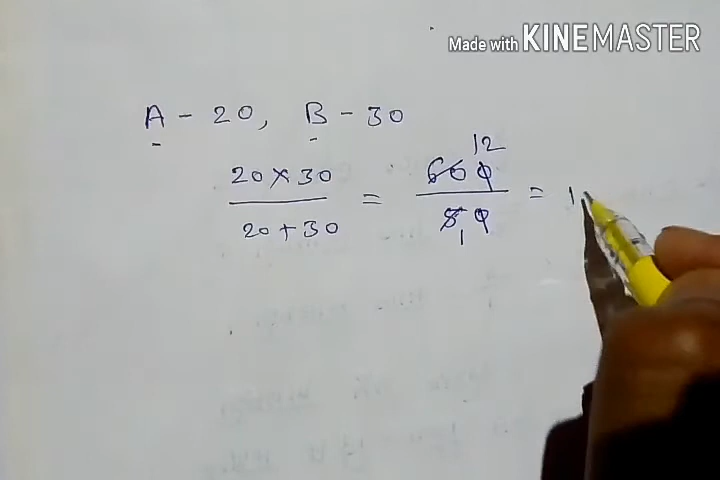 Made with KINEMASTER
A - 20, B - 30
12
20 × 30 / 20 + 30 = 600 / 50 = 1
1